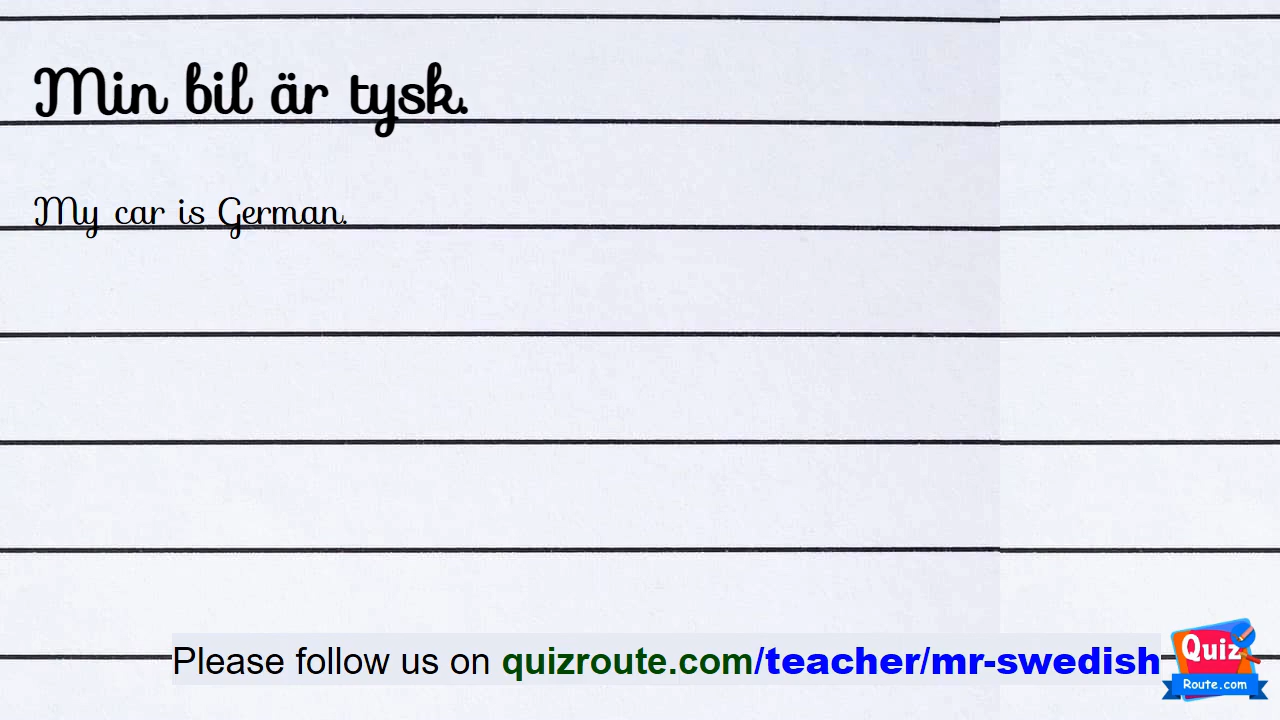 Min bil är tysk.
My car is German.
Please follow us on quizroute.com/teacher/mr-swedish
Quiz
Route.com